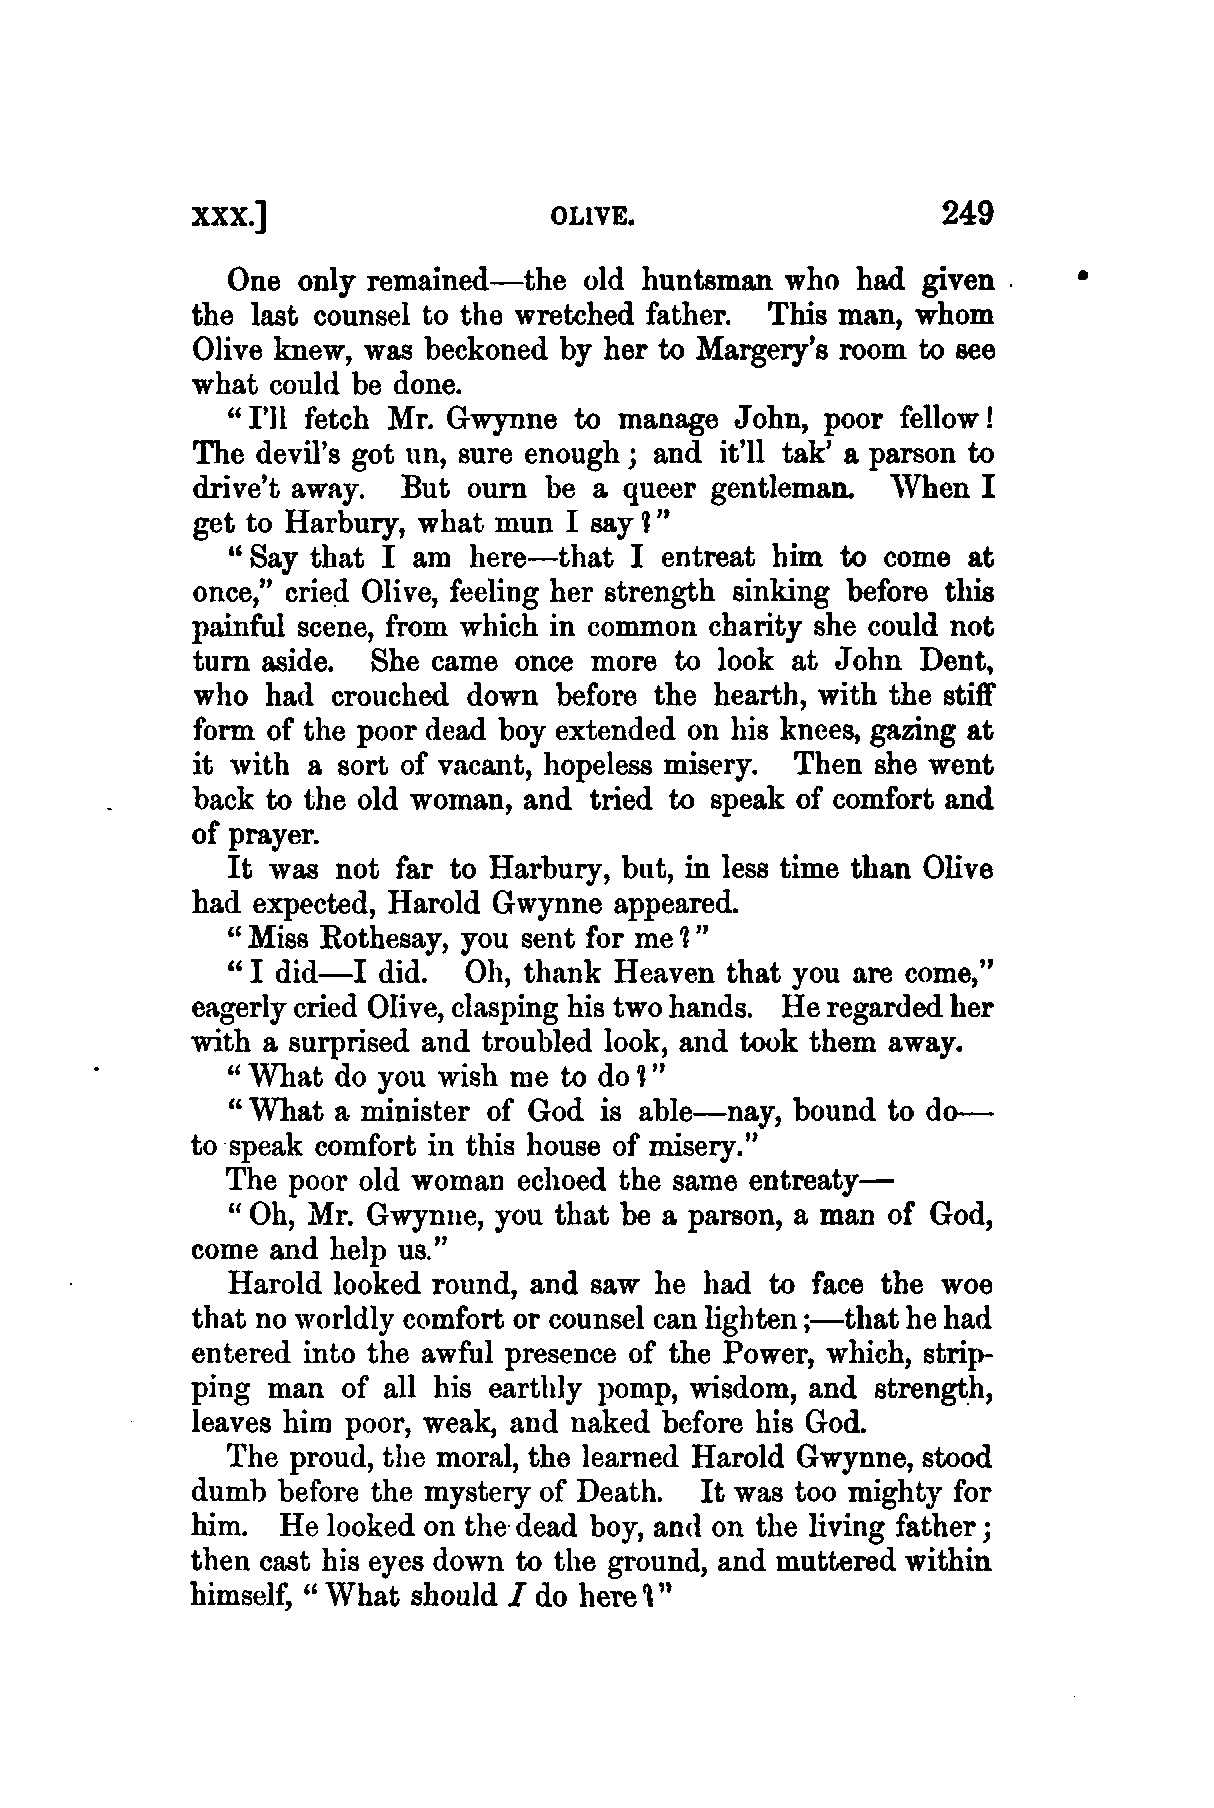 XXX.] OLIVE. 249
One only remained—the old huntsman who had given
the last counsel to the wretched father. This man, whom
Olive knew, was beckoned by her to Margery's room to see
what could be done.
"I'll fetch Mr. Gwynne to manage John, poor fellow!
The devil's got un, sure enough; and it'll tak' a parson to
drive't away. But ourn be a queer gentleman. When I
get to Harbury, what mun I say?"
"Say that I am here—that I entreat him to come at
once," cried Olive, feeling her strength sinking before this
painful scene, from which in common charity she could not
turn aside. She came once more to look at John Dent,
who had crouched down before the hearth, with the stiff
form of the poor dead boy extended on his knees, gazing at
it with a sort of vacant, hopeless misery. Then she went
back to the old woman, and tried to speak of comfort and
of prayer.
It was not far to Harbury, but, in less time than Olive
had expected, Harold Gwynne appeared.
"Miss Rothesay, you sent for me?"
"I did—I did. Oh, thank Heaven that you are come,"
eagerly cried Olive, clasping his two hands. He regarded her
with a surprised and troubled look, and took them away.
"What do you wish me to do?"
"What a minister of God is able—nay, bound to do—
to speak comfort in this house of misery."
The poor old woman echoed the same entreaty—
"Oh, Mr. Gwynne, you that be a parson, a man of God,
come and help us."
Harold looked round, and saw he had to face the woe
that no worldly comfort or counsel can lighten;—that he had
entered into the awful presence of the Power, which, strip-
ping man of all his earthly pomp, wisdom, and strength,
leaves him poor, weak, and naked before his God.
The proud, the moral, the learned Harold Gwynne, stood
dumb before the mystery of Death. It was too mighty for
him. He looked on the dead boy, and on the living father;
then cast his eyes down to the ground, and muttered within
himself, "What should I do here?"